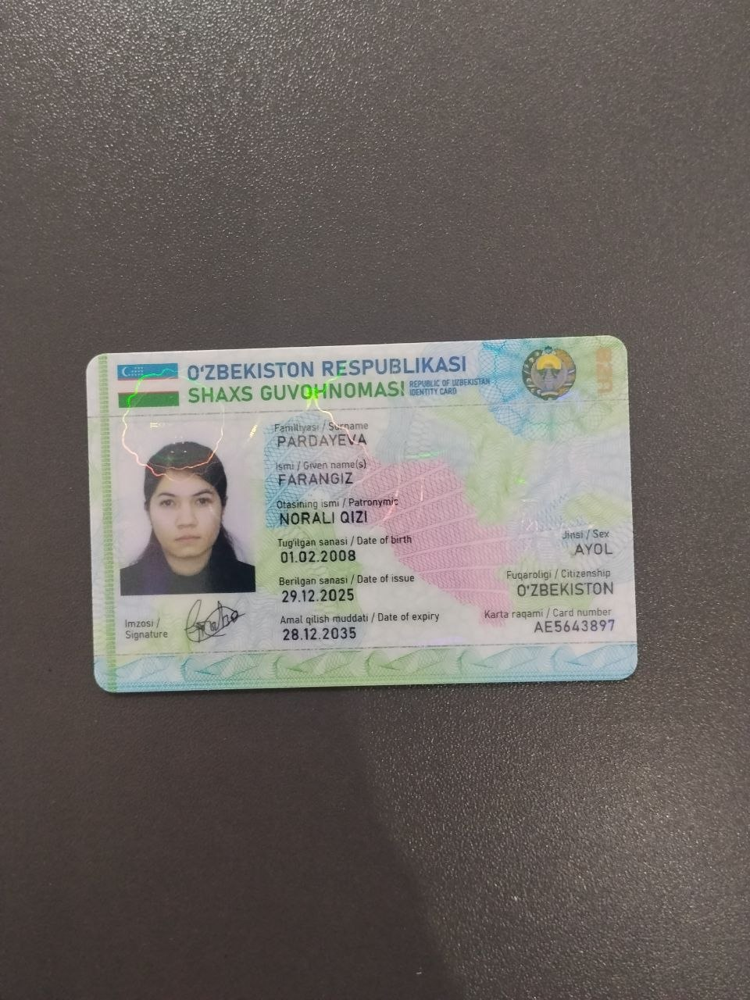 O‘ZBEKISTON RESPUBLIKASI
SHAXS GUVOHNOMASI
REPUBLIC OF UZBEKISTAN
IDENTITY CARD
UZB
Familiyasi / Surname
PARDAYEVA
Ismi / Given name(s)
FARANGIZ
Otasining ismi / Patronymic
NORALI QIZI
Tug‘ilgan sanasi / Date of birth
01.02.2008
Jinsi / Sex
AYOL
Berilgan sanasi / Date of issue
29.12.2025
Fuqaroligi / Citizenship
O‘ZBEKISTON
Amal qilish muddati / Date of expiry
28.12.2035
Karta raqami / Card number
AE5643897
Imzosi /
Signature